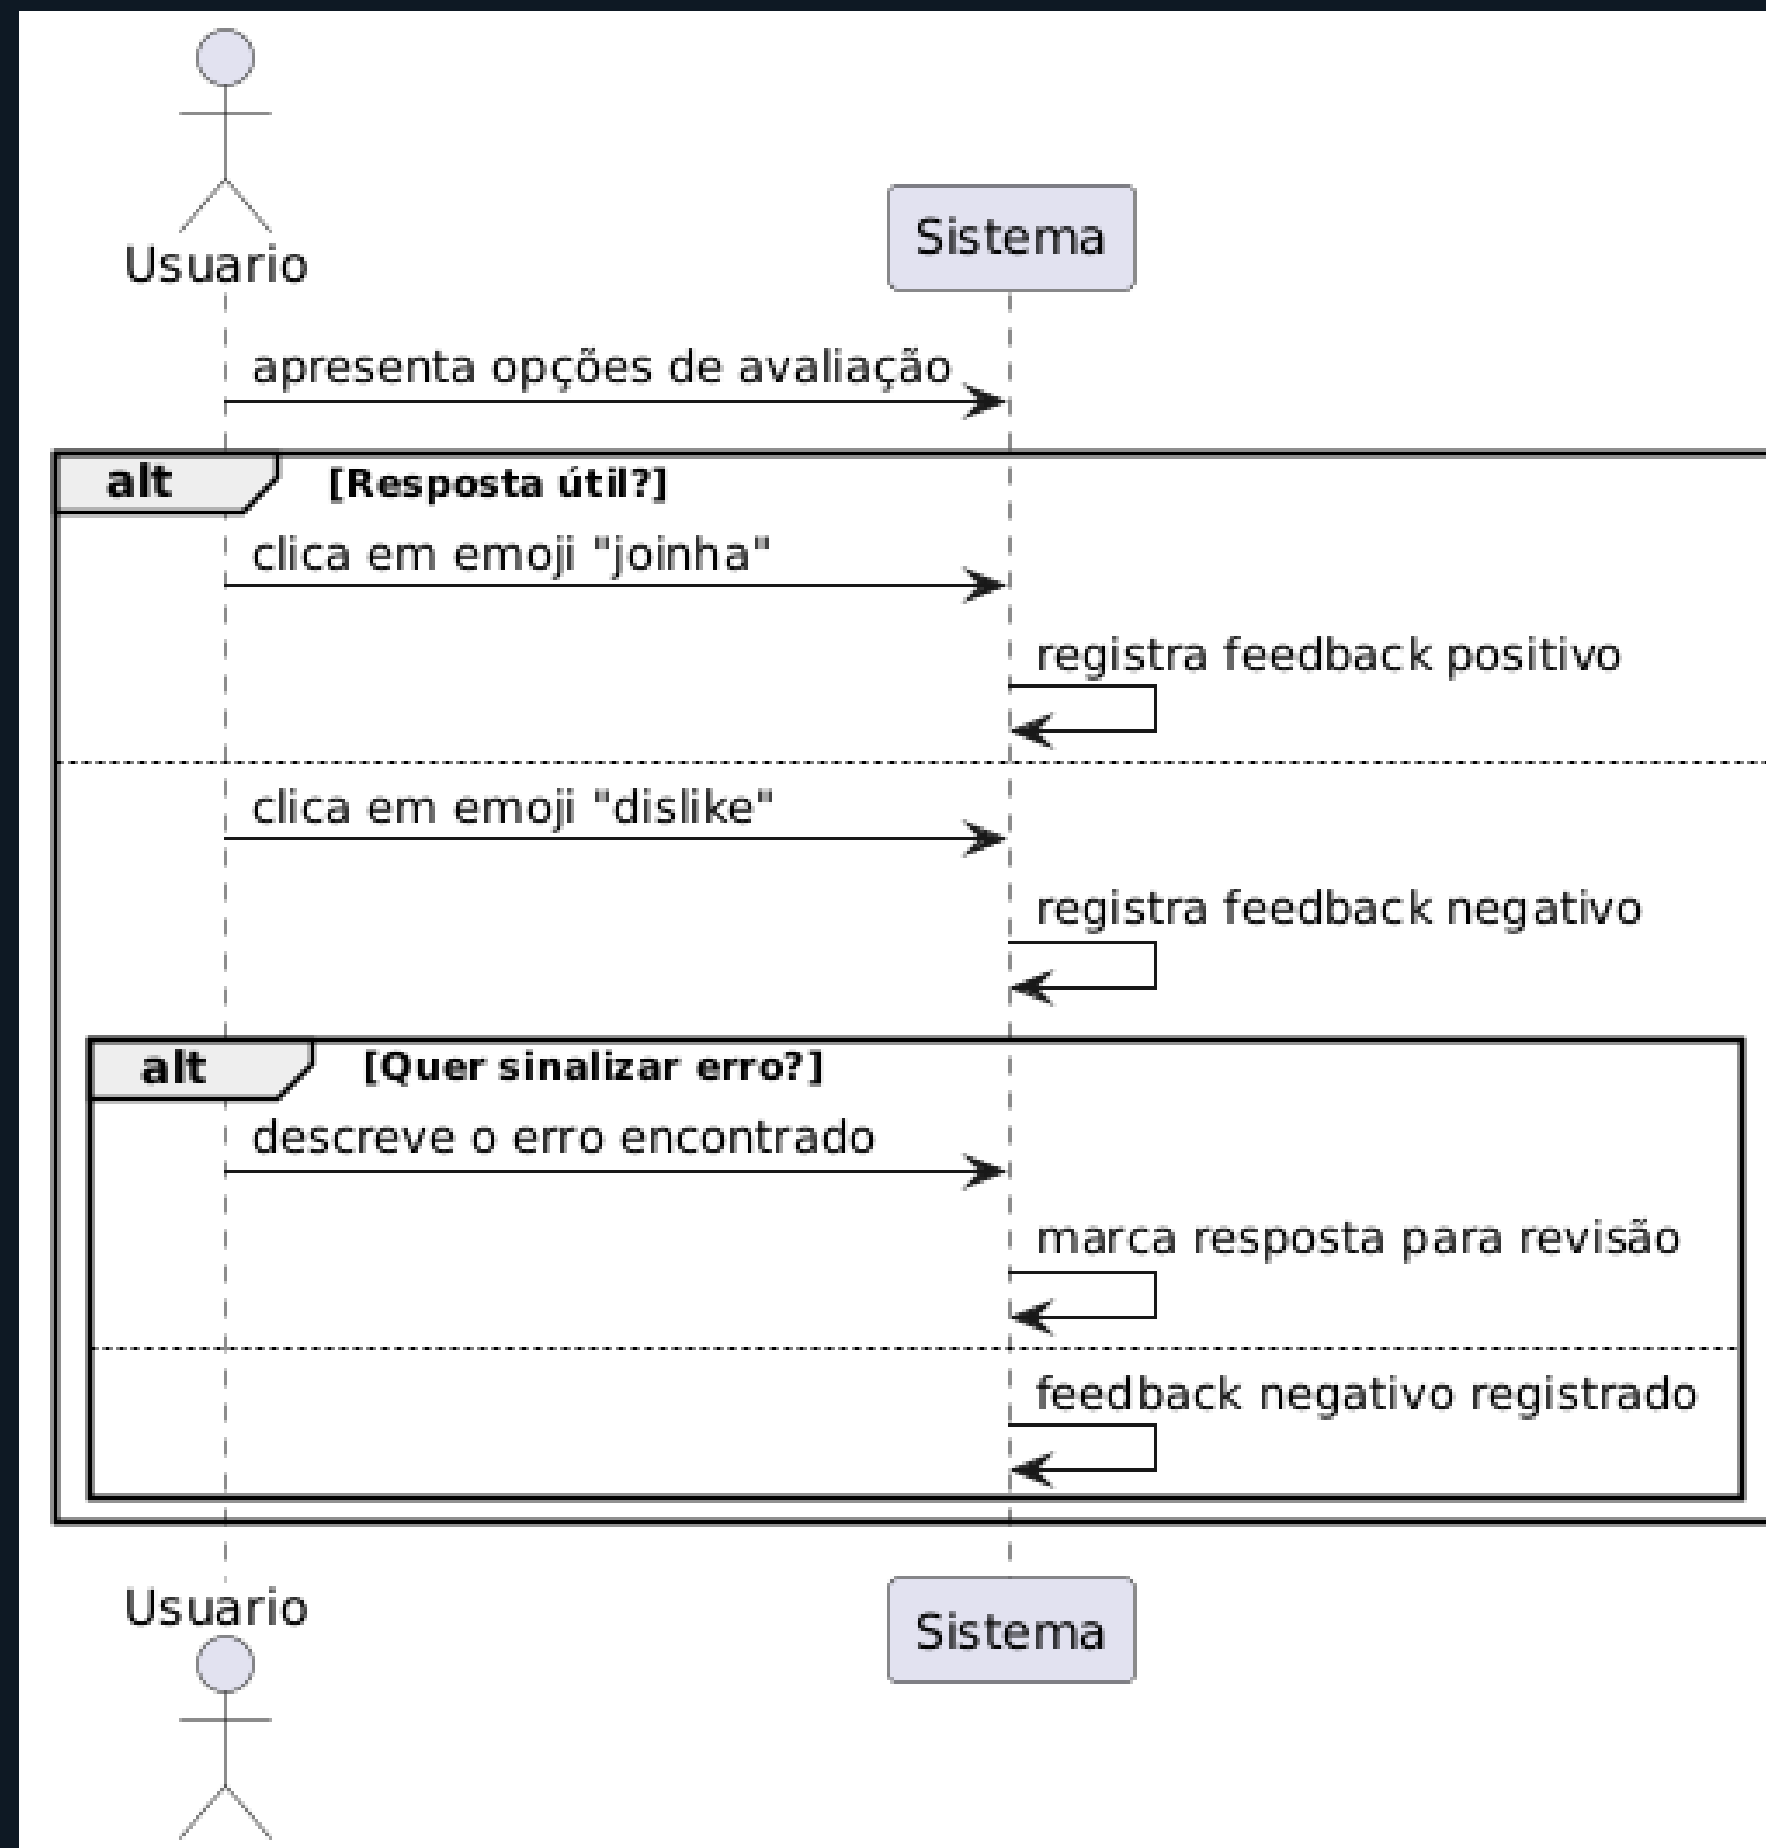 Usuario
Sistema
apresenta opções de avaliação
alt [Resposta útil?]
clica em emoji "joinha"
registra feedback positivo
clica em emoji "dislike"
registra feedback negativo
alt [Quer sinalizar erro?]
descreve o erro encontrado
marca resposta para revisão
feedback negativo registrado
Usuario
Sistema